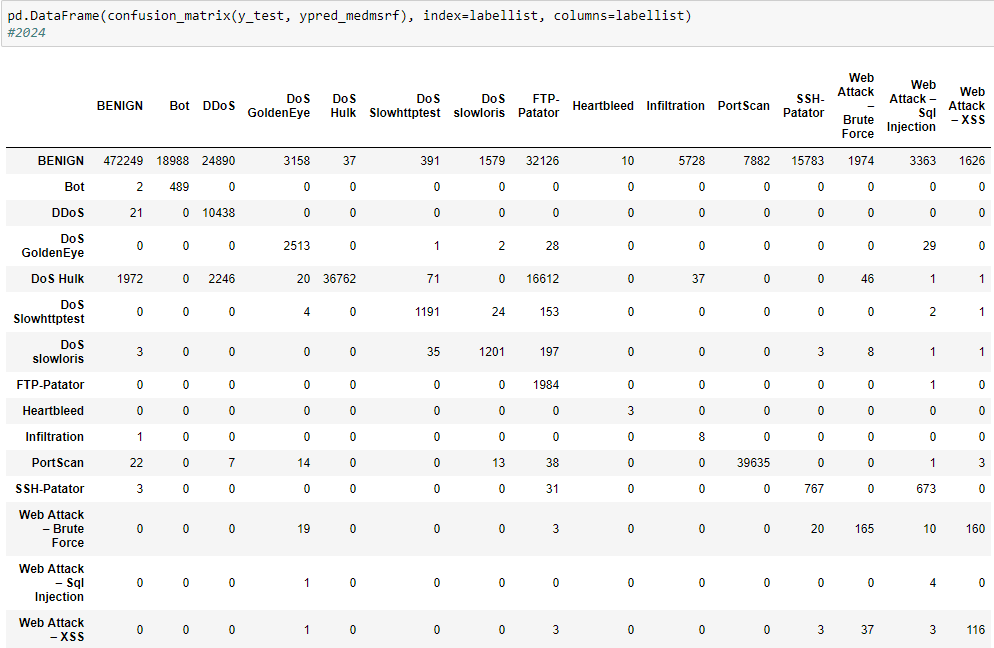 pd.DataFrame(confusion_matrix(y_test, ypred_medmsrf), index=labellist, columns=labellist)
#2024
BENIGN Bot DDoS DoS GoldenEye DoS Hulk DoS Slowhttptest DoS slowloris FTP-Patator Heartbleed Infiltration PortScan SSH-Patator Web Attack – Brute Force Web Attack – Sql Injection Web Attack – XSS
BENIGN 472249 18988 24890 3158 37 391 1579 32126 10 5728 7882 15783 1974 3363 1626
Bot 2 489 0 0 0 0 0 0 0 0 0 0 0 0 0
DDoS 21 0 10438 0 0 0 0 0 0 0 0 0 0 0 0
DoS GoldenEye 0 0 0 2513 0 1 2 28 0 0 0 0 0 29 0
DoS Hulk 1972 0 2246 20 36762 71 0 16612 0 37 0 0 46 1 1
DoS Slowhttptest 0 0 0 4 0 1191 24 153 0 0 0 0 0 2 1
DoS slowloris 3 0 0 0 0 35 1201 197 0 0 0 3 8 1 1
FTP-Patator 0 0 0 0 0 0 0 1984 0 0 0 0 0 1 0
Heartbleed 0 0 0 0 0 0 0 0 3 0 0 0 0 0 0
Infiltration 1 0 0 0 0 0 0 0 0 8 0 0 0 0 0
PortScan 22 0 7 14 0 0 13 38 0 0 39635 0 0 1 3
SSH-Patator 3 0 0 0 0 0 0 31 0 0 0 767 0 673 0
Web Attack – Brute Force 0 0 0 19 0 0 0 3 0 0 0 20 165 10 160
Web Attack – Sql Injection 0 0 0 1 0 0 0 0 0 0 0 0 0 4 0
Web Attack – XSS 0 0 0 1 0 0 0 3 0 0 0 3 37 3 116